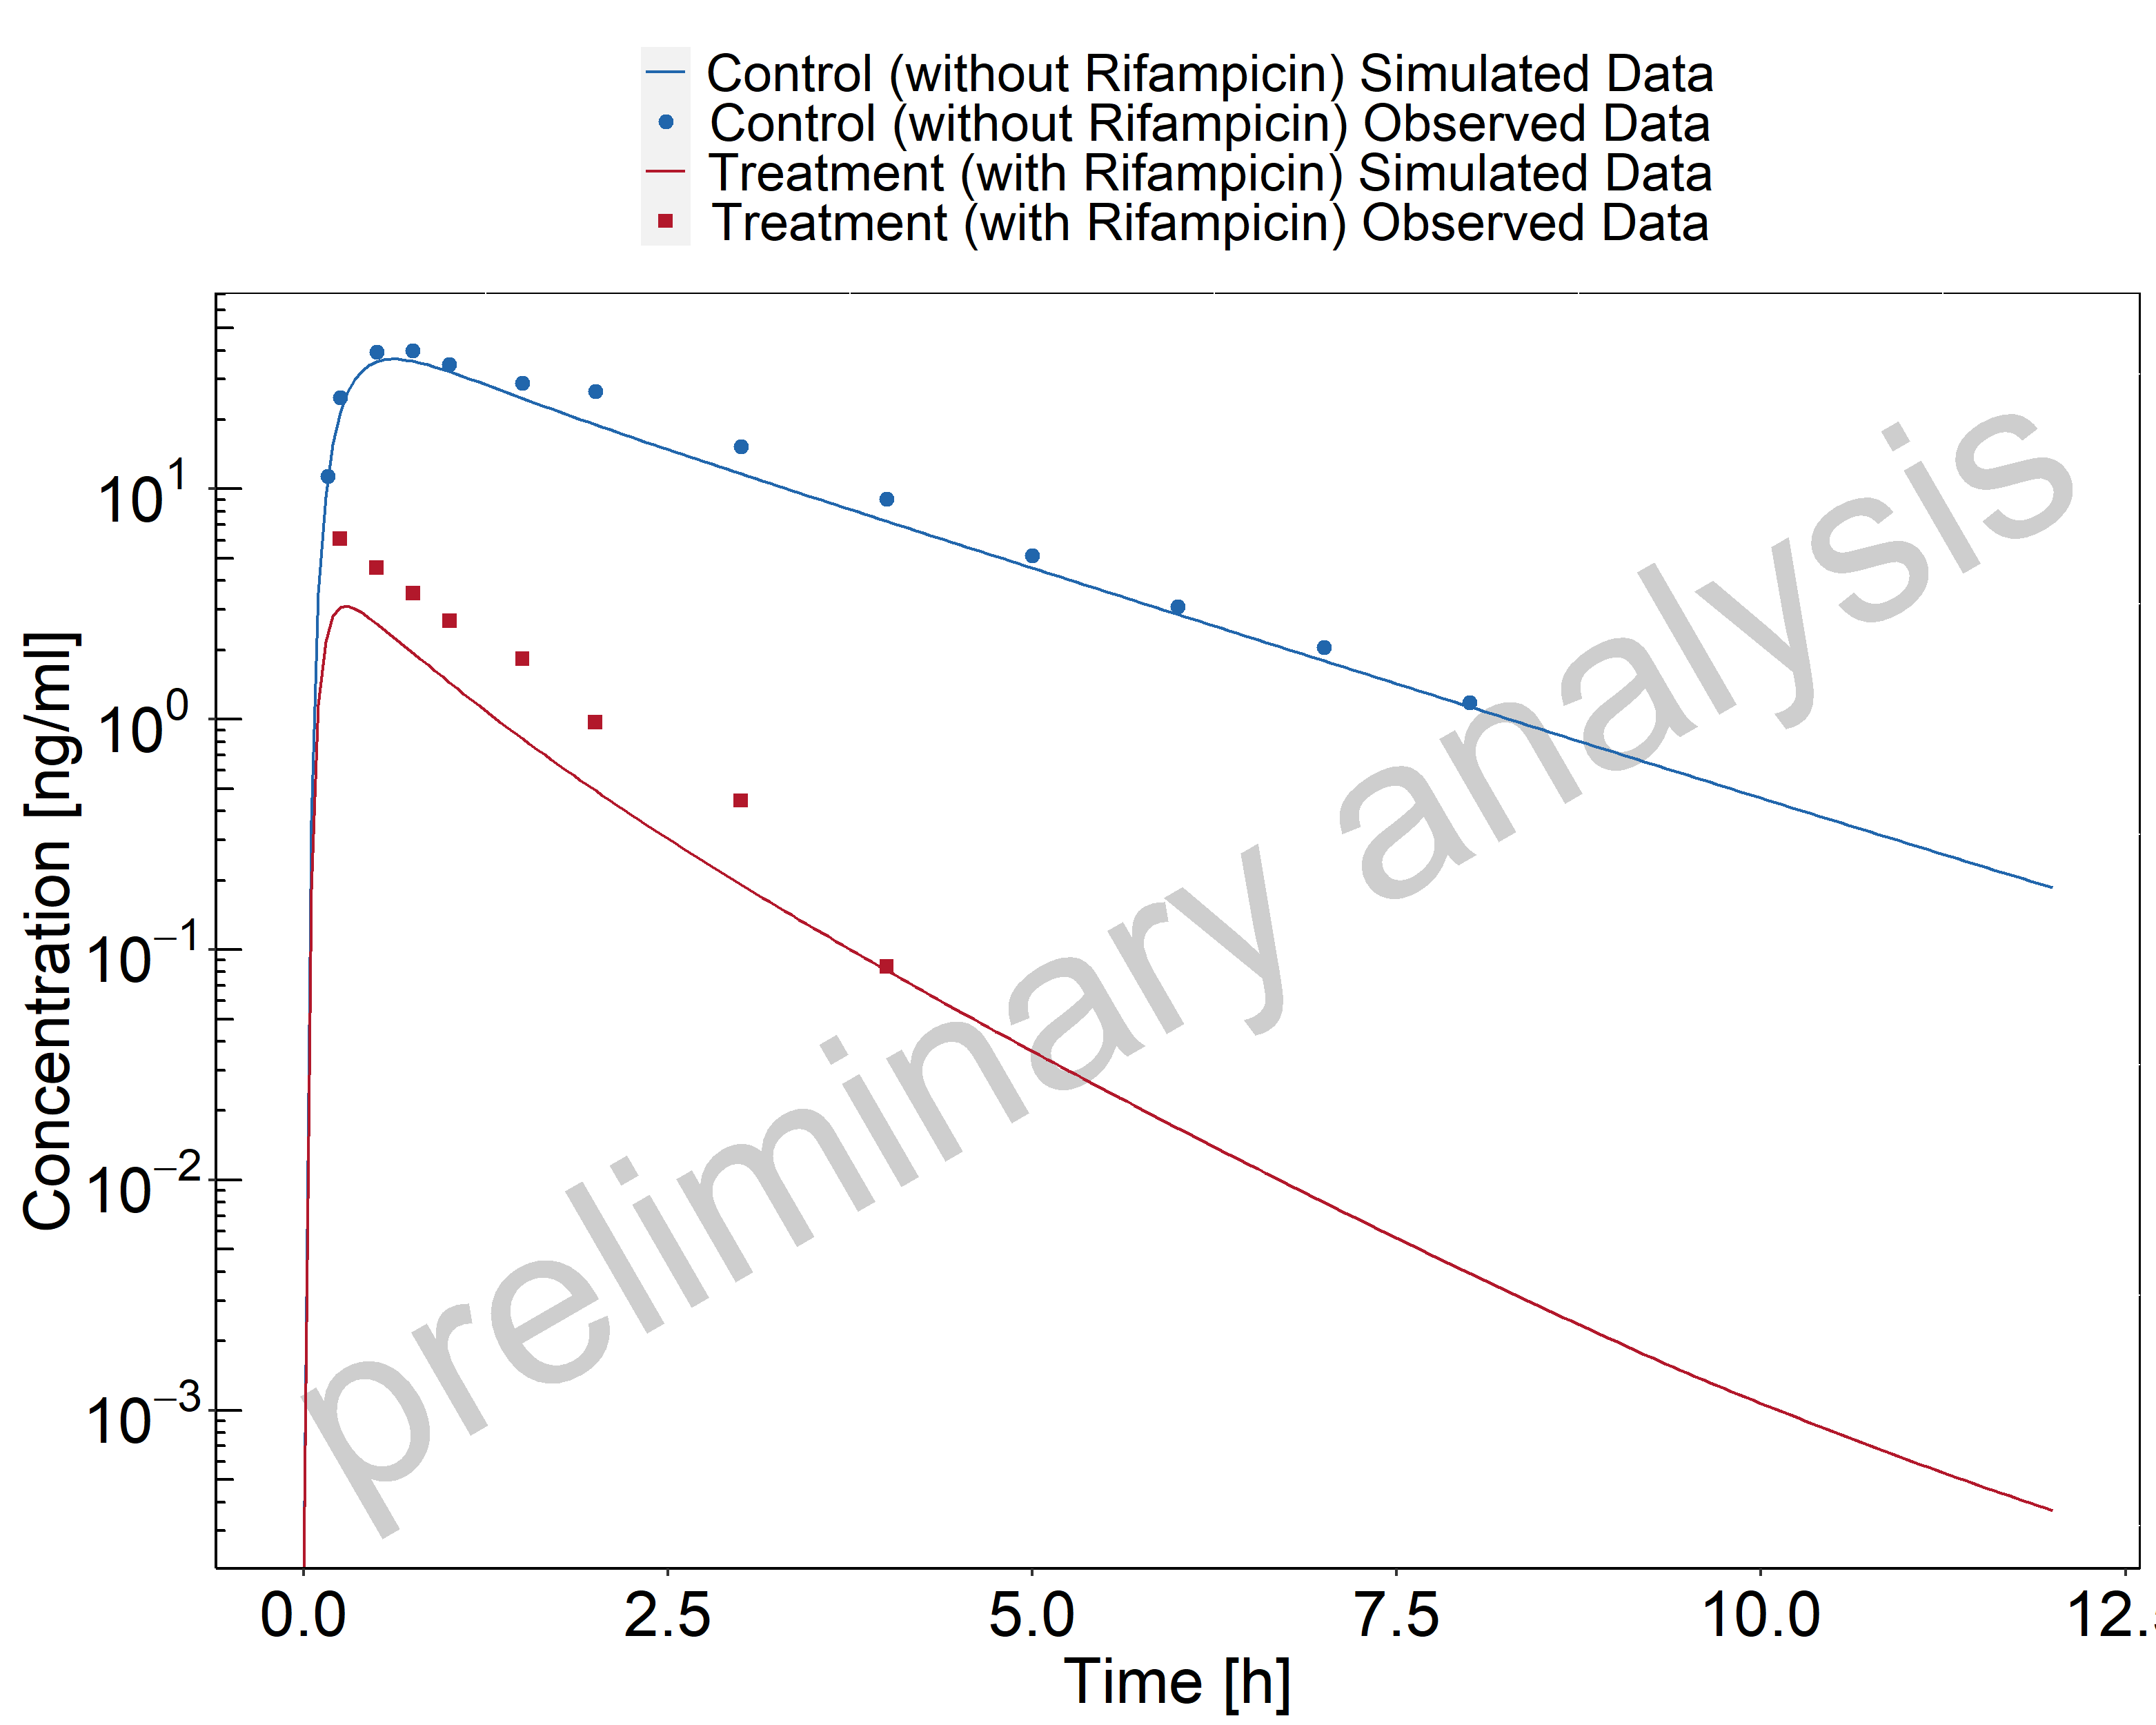 Control (without Rifampicin) Simulated Data
Control (without Rifampicin) Observed Data
Treatment (with Rifampicin) Simulated Data
Treatment (with Rifampicin) Observed Data
Concentration [ng/ml]
10¹
10⁰
10⁻¹
10⁻²
10⁻³
preliminary analysis
0.0 2.5 5.0 7.5 10.0 12.
Time [h]